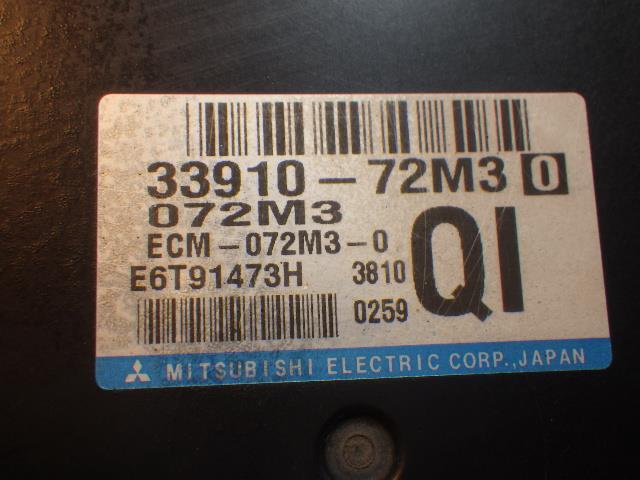 33910-72M3 0
072M3
ECM-072M3-0
E6T91473H 3810
0259
QI
MITSUBISHI ELECTRIC CORP., JAPAN